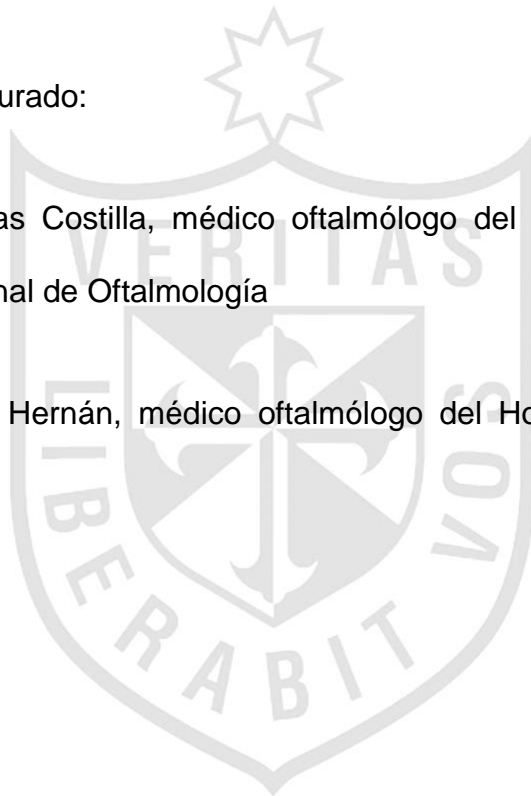 urado:
as Costilla, médico oftalmólogo del
nal de Oftalmología
Hernán, médico oftalmólogo del Ho
VERITAS
LIBERABIT VOS